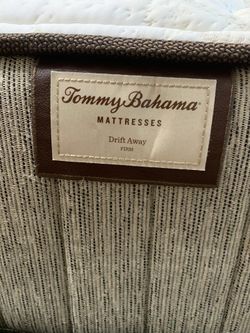 Tommy Bahama
MATTRESSES
Drift Away
FIRM